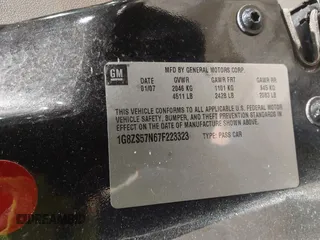 GM
MFD BY GENERAL MOTORS CORP
DATE GVWR GAWR FRT GAWR RR
01/07 2046 KG 1101 KG 945 KG
4511 LB 2428 LB 2083 LB
THIS VEHICLE CONFORMS TO ALL APPLICABLE U.S. FEDERAL
MOTOR VEHICLE SAFETY, BUMPER, AND THEFT PREVENTION
STANDARDS IN EFFECT ON THE DATE OF MANUFACTURE SHOWN ABOVE.
1G8ZS57N67F223323 TYPE: PASS CAR